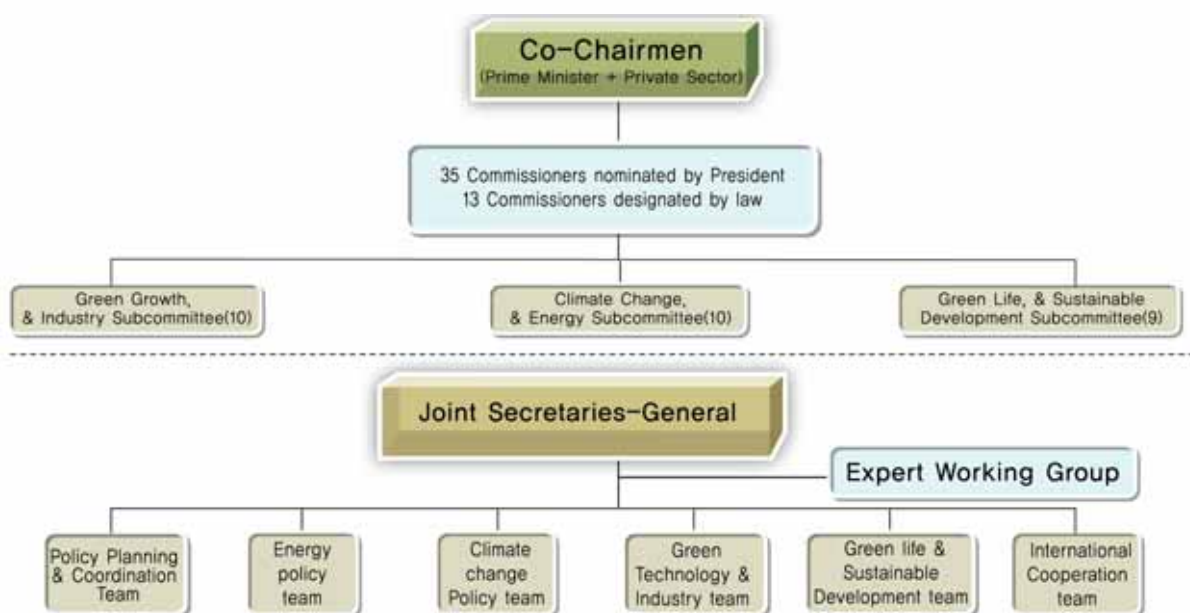 Co-Chairmen
(Prime Minister + Private Sector)
35 Commissioners nominated by President
13 Commissioners designated by law
Green Growth,
& Industry Subcommittee(10)
Climate Change,
& Energy Subcommittee(10)
Green Life, & Sustainable
Development Subcommittee(9)
Joint Secretaries-General
Expert Working Group
Policy Planning
& Coordination
Team
Energy
policy
team
Climate
change
Policy team
Green
Technology &
Industry team
Green life &
Sustainable
Development team
International
Cooperation
team